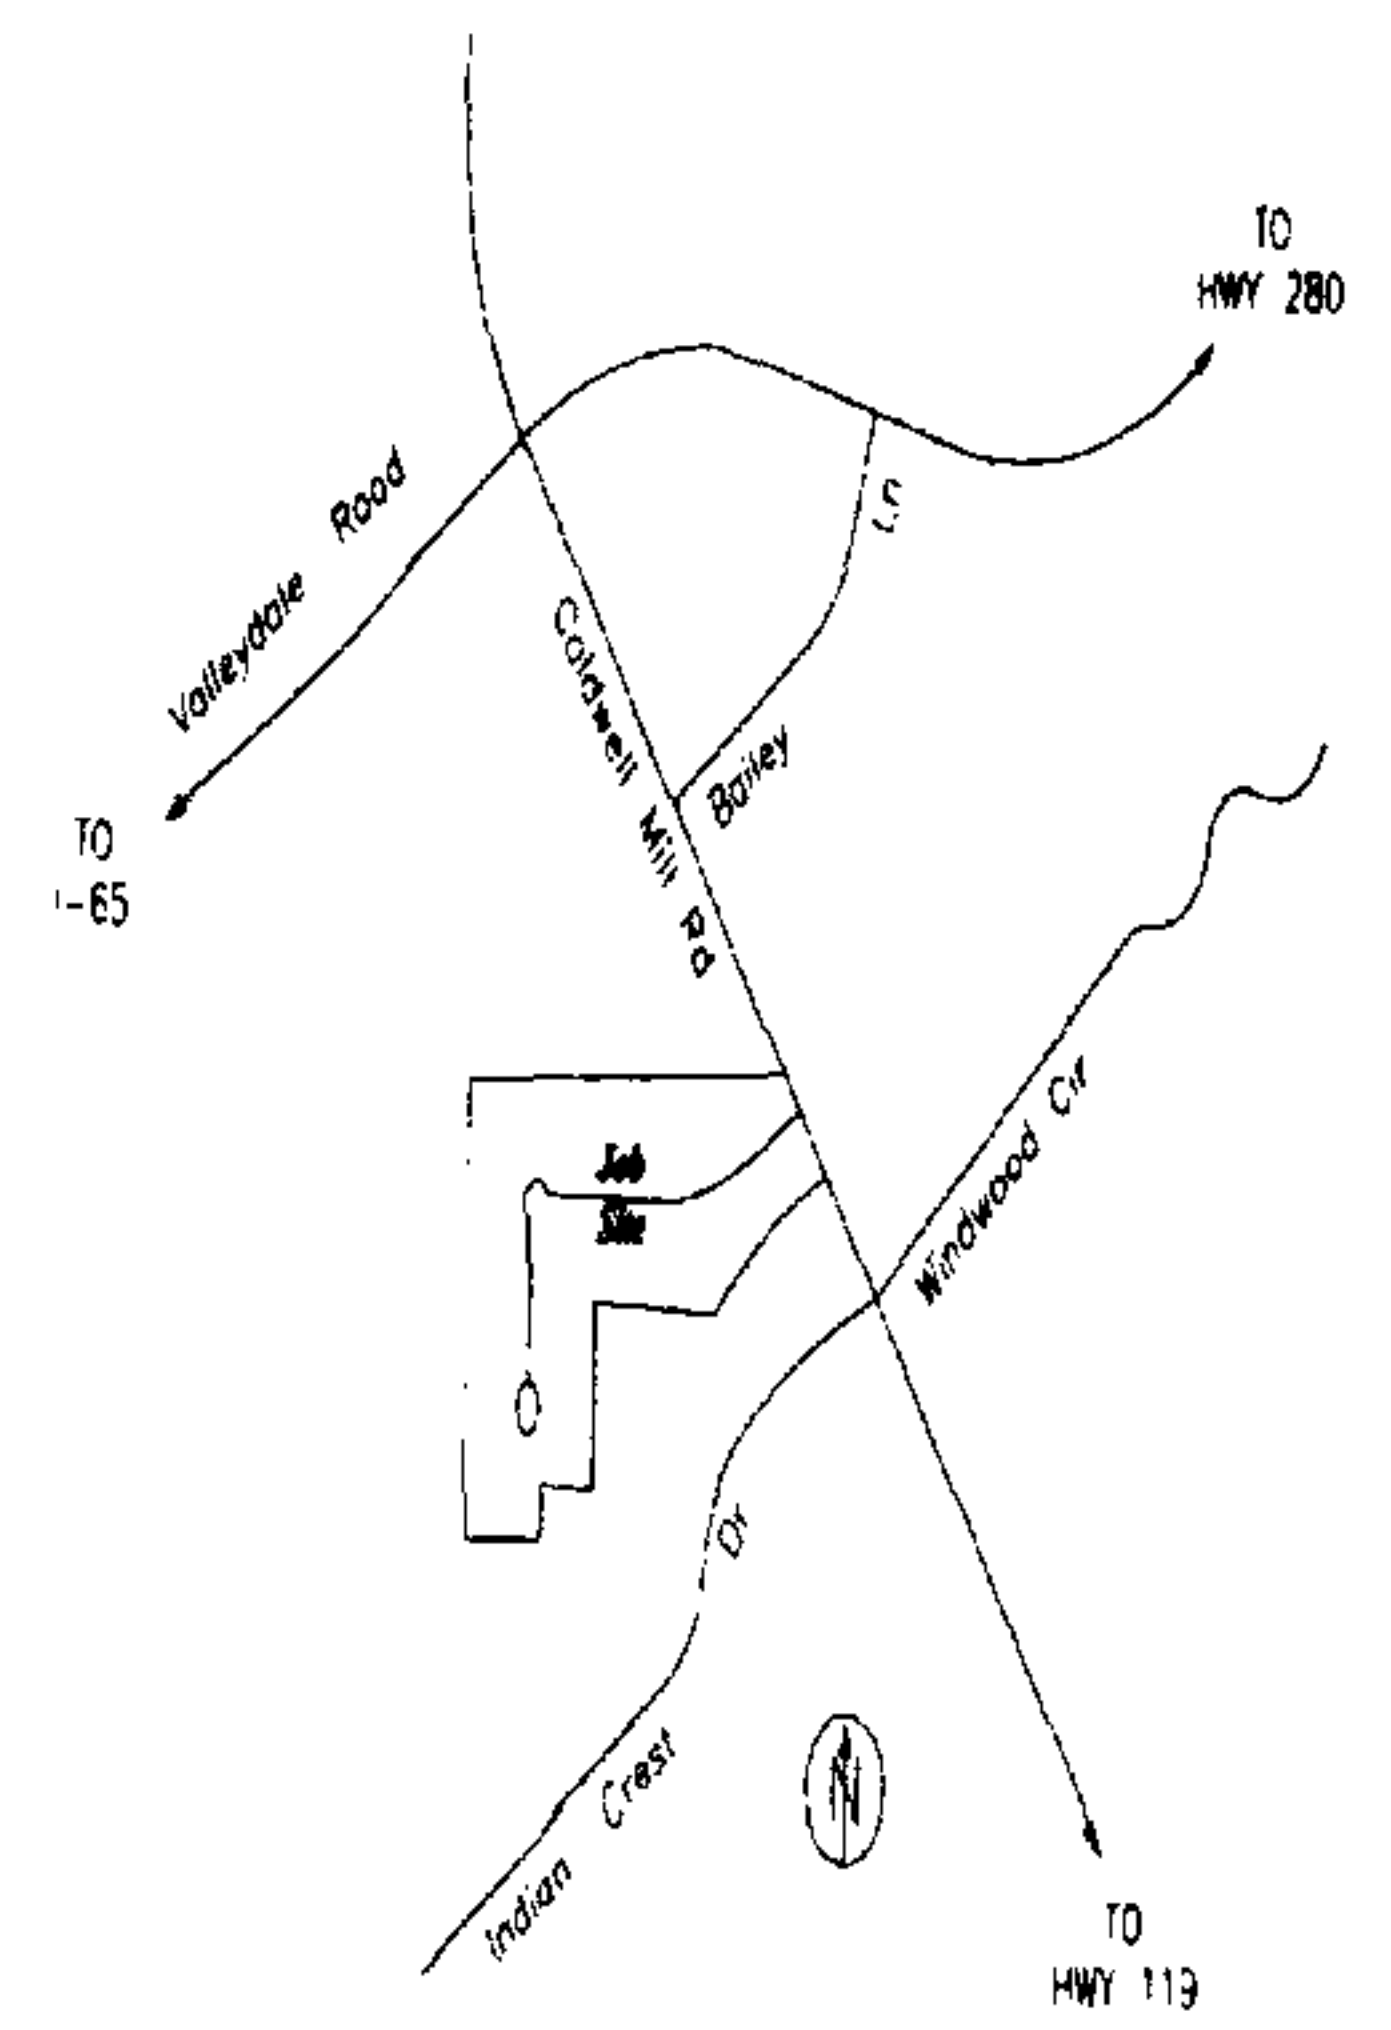 TO
HWY 280
Valleydale Road
Ln
Caldwell Mill Rd
Bailey
TO
I-65
Job
Site
Windwood Cir
Indian Crest Dr
N
TO
HWY 119